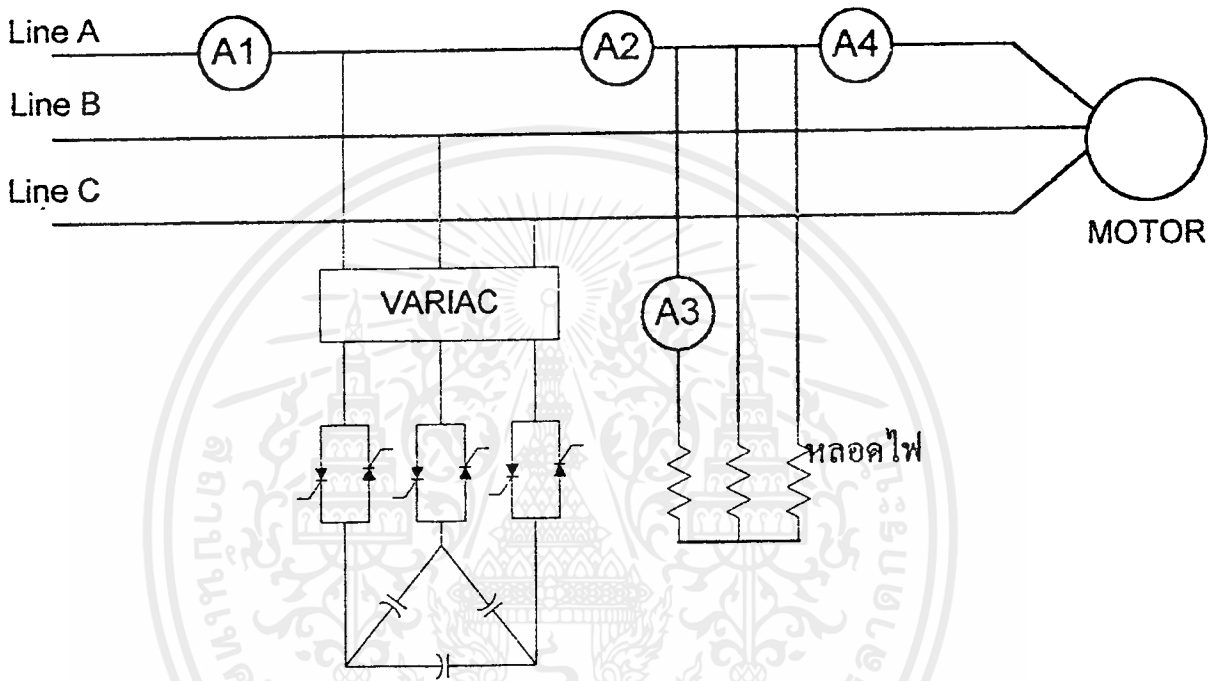 Line A
A1
A2
A4
Line B
Line C
MOTOR
VARIAC
A3
หลอดไฟ